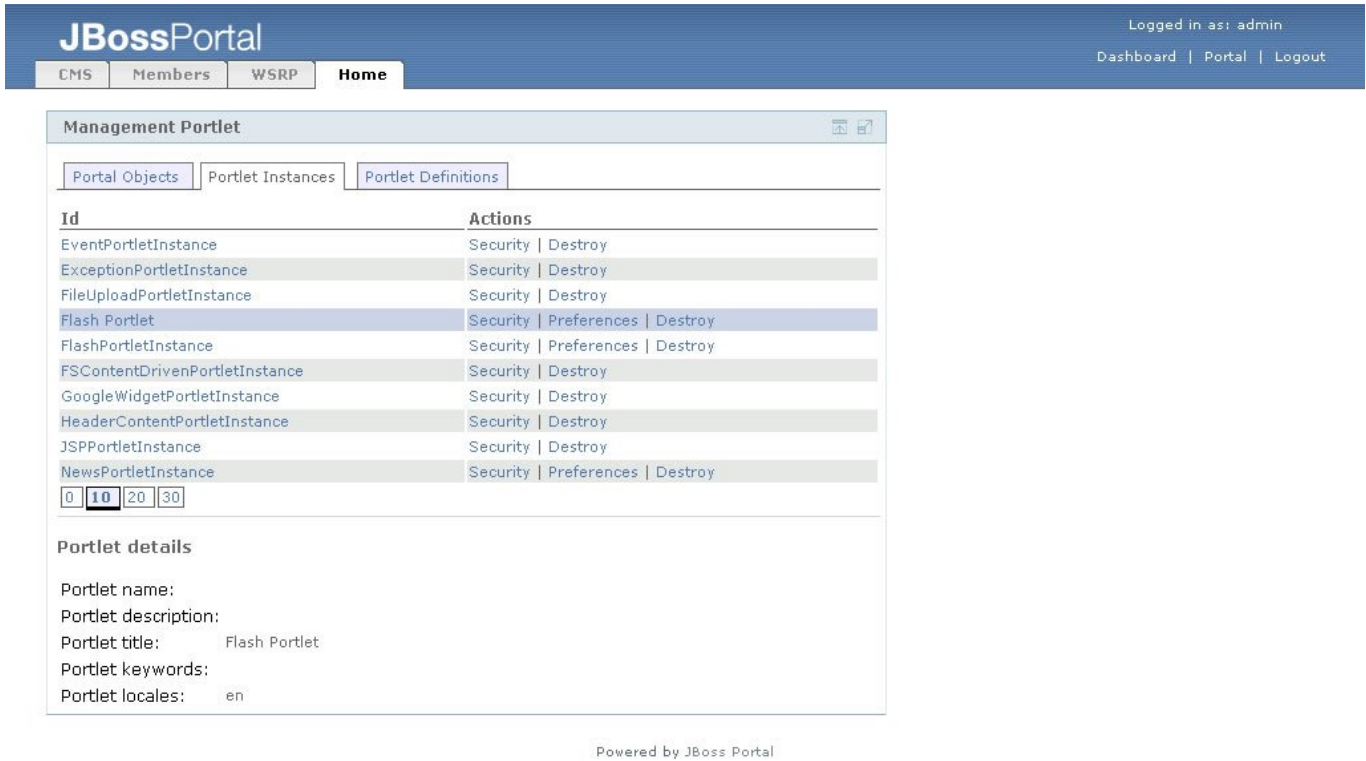 JBossPortal
Logged in as: admin
Dashboard | Portal | Logout
CMS Members WSRP Home
Management Portlet
Portal Objects Portlet Instances Portlet Definitions
Id Actions
EventPortletInstance Security | Destroy
ExceptionPortletInstance Security | Destroy
FileUploadPortletInstance Security | Destroy
Flash Portlet Security | Preferences | Destroy
FlashPortletInstance Security | Preferences | Destroy
FSContentDrivenPortletInstance Security | Destroy
GoogleWidgetPortletInstance Security | Destroy
HeaderContentPortletInstance Security | Destroy
JSPPortletInstance Security | Destroy
NewsPortletInstance Security | Preferences | Destroy
0 10 20 30
Portlet details
Portlet name:
Portlet description:
Portlet title: Flash Portlet
Portlet keywords:
Portlet locales: en
Powered by JBoss Portal